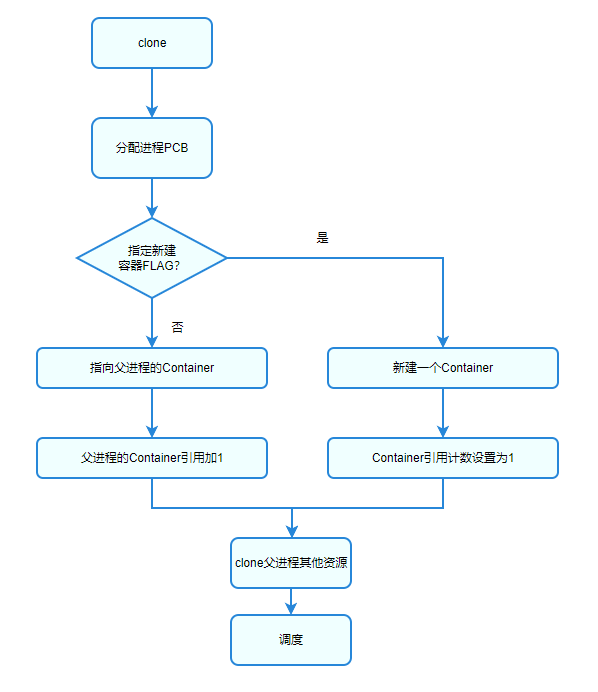 clone
分配进程PCB
指定新建
容器FLAG?
是
否
指向父进程的Container
新建一个Container
父进程的Container引用加1
Container引用计数设置为1
clone父进程其他资源
调度